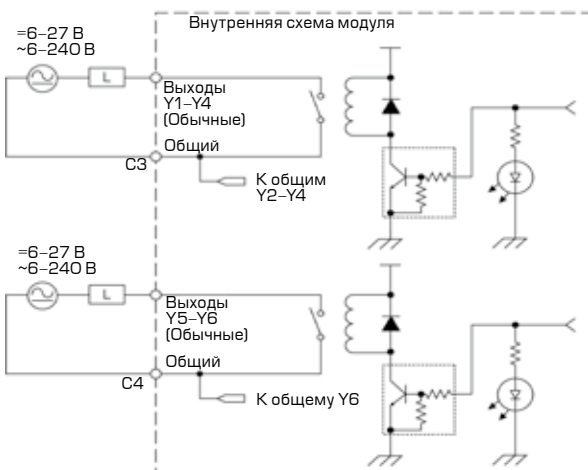 Внутренняя схема модуля
=6–27 В
~6–240 В
L
Выходы
Y1–Y4
(Обычные)
Общий
C3
К общим
Y2–Y4
=6–27 В
~6–240 В
L
Выходы
Y5–Y6
(Обычные)
Общий
C4
К общему Y6